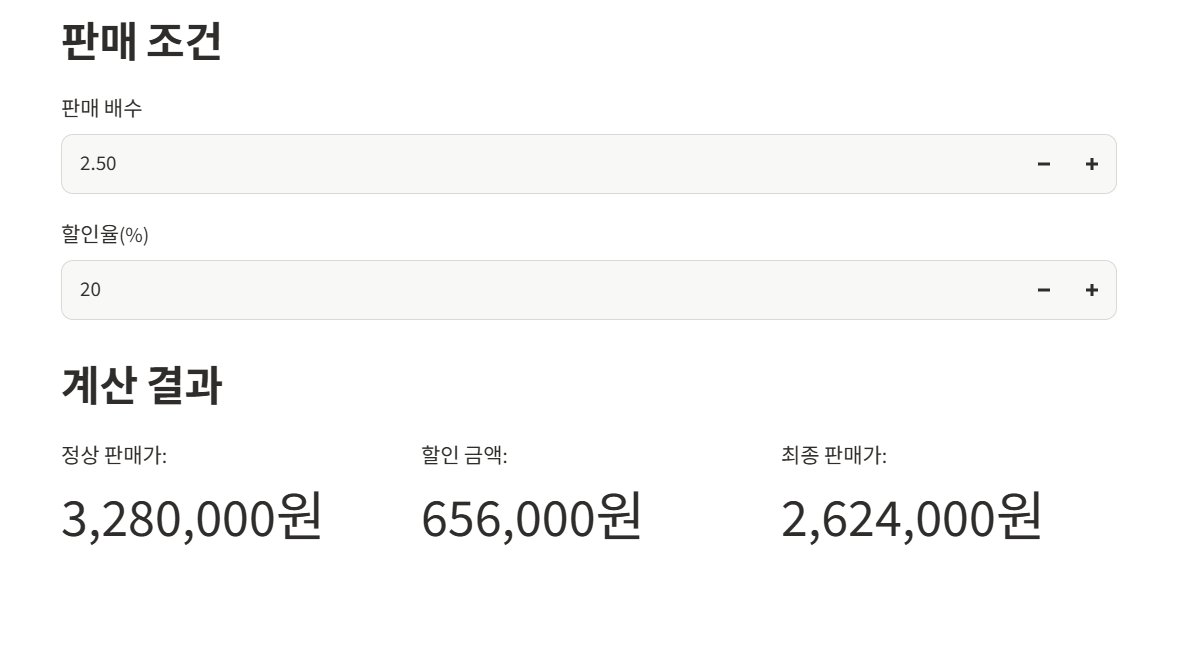 판매 조건
판매 배수
2.50
할인율(%)
20
계산 결과
정상 판매가: 할인 금액: 최종 판매가:
3,280,000원 656,000원 2,624,000원